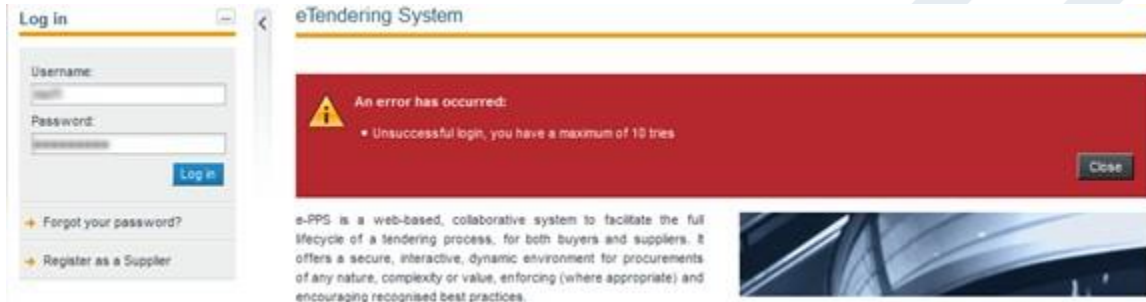 Log in
Username:
Password:
Log in
Forgot your password?
Register as a Supplier
eTendering System
An error has occurred:
Unsuccessful login, you have a maximum of 10 tries
Close
e-PPS is a web-based, collaborative system to facilitate the full
lifecycle of a tendering process, for both buyers and suppliers. It
offers a secure, interactive, dynamic environment for procurements
of any nature, complexity or value, enforcing (where appropriate) and
encouraging recognised best practices.